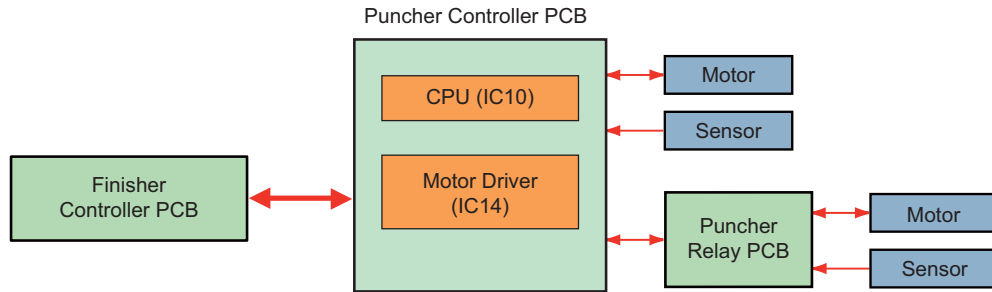 Puncher Controller PCB
CPU (IC10)
Motor Driver
(IC14)
Finisher
Controller PCB
Motor
Sensor
Puncher
Relay PCB
Motor
Sensor